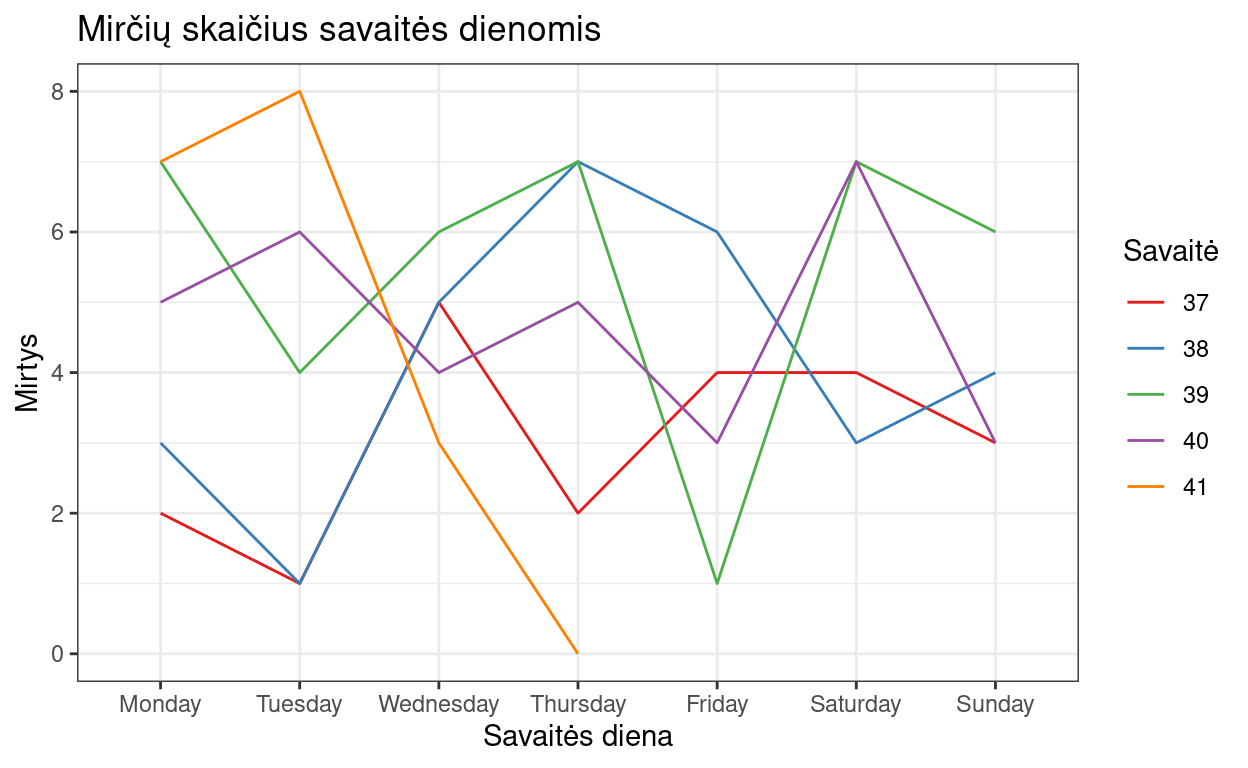 Mirčių skaičius savaitės dienomis
Mirtys
8
6
4
2
0
Monday Tuesday Wednesday Thursday Friday Saturday Sunday
Savaitės diena
Savaitė
37
38
39
40
41